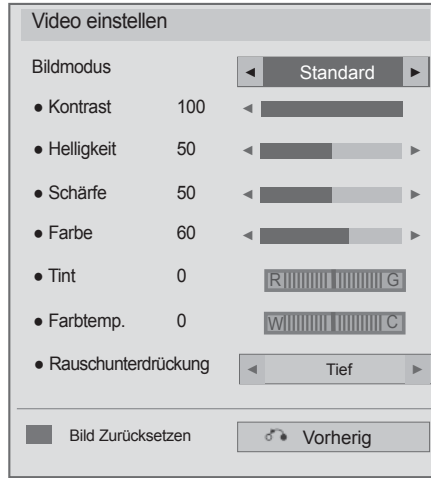 Video einstellen
Bildmodus ◄ Standard ►
● Kontrast 100 ◄
● Helligkeit 50 ◄ ►
● Schärfe 50 ◄ ►
● Farbe 60 ◄ ►
● Tint 0 R G
● Farbtemp. 0 W C
● Rauschunterdrückung ◄ Tief ►
Bild Zurücksetzen Vorherig